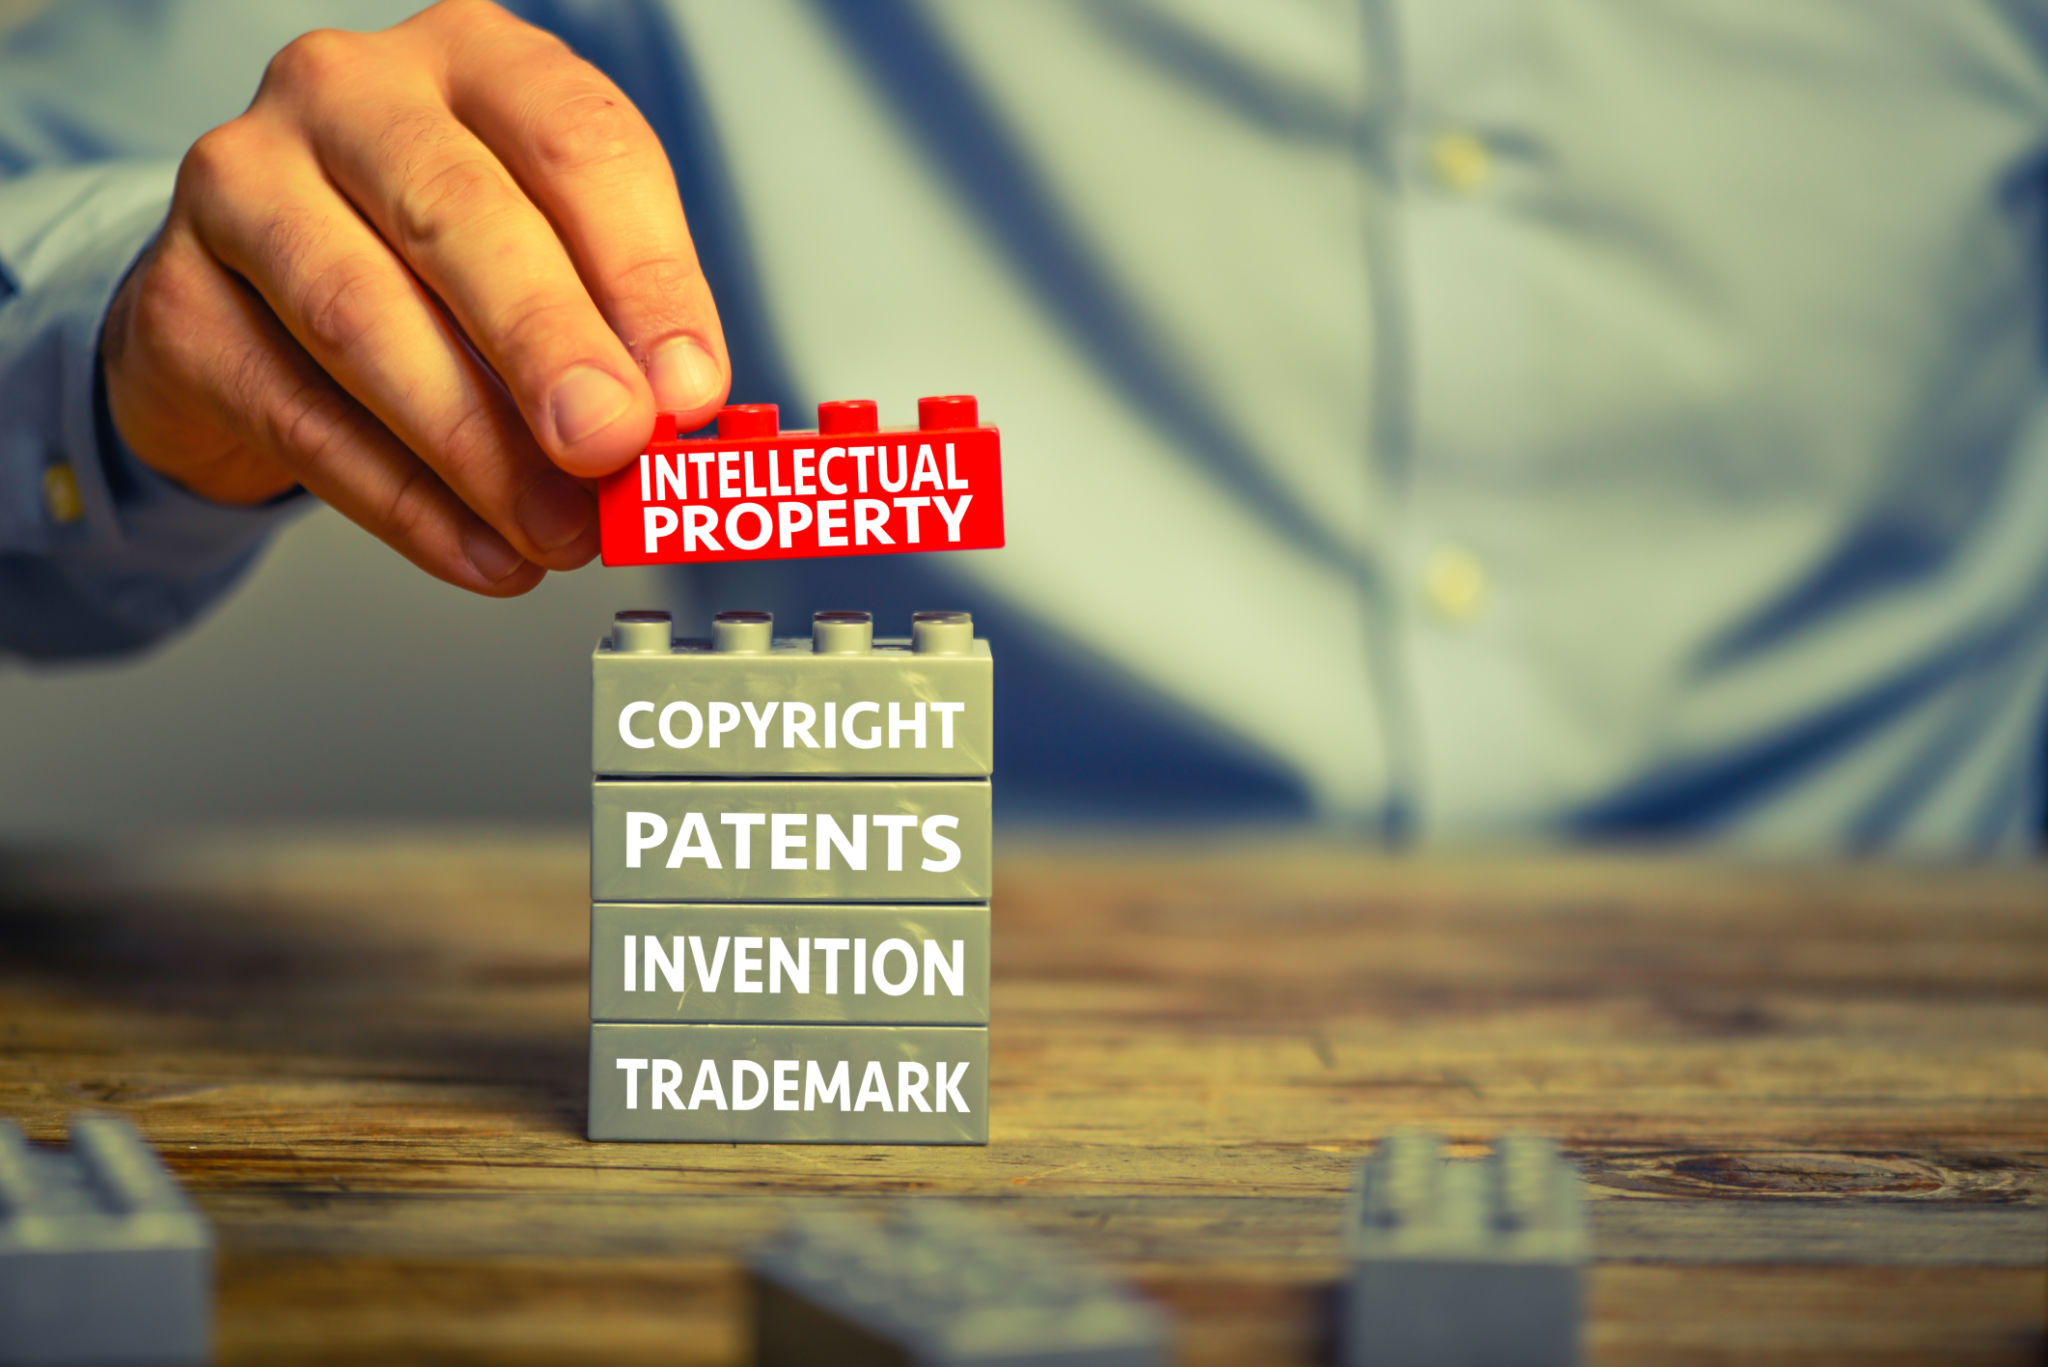 INTELLECTUAL
PROPERTY
COPYRIGHT
PATENTS
INVENTION
TRADEMARK